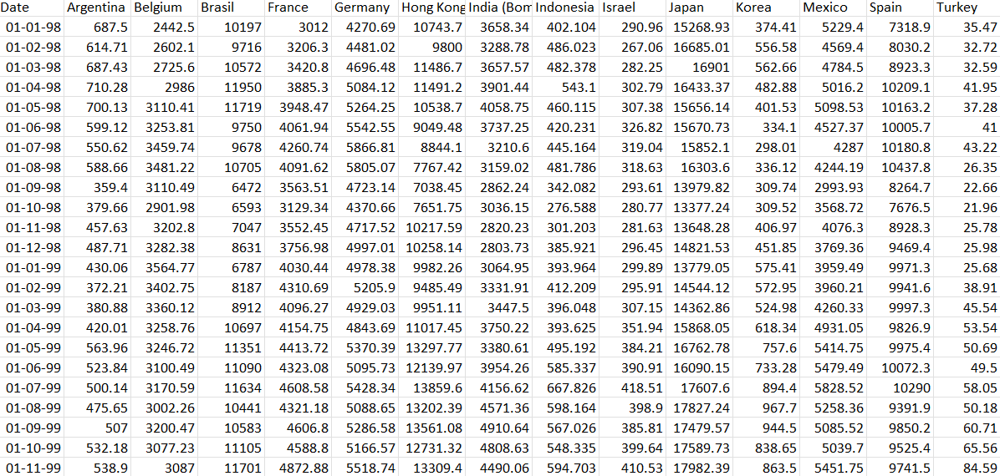 Date Argentina Belgium Brasil France Germany Hong Kong India (Bom Indonesia Israel Japan Korea Mexico Spain Turkey
01-01-98 687.5 2442.5 10197 3012 4270.69 10743.7 3658.34 402.104 290.96 15268.93 374.41 5229.4 7318.9 35.47
01-02-98 614.71 2602.1 9716 3206.3 4481.02 9800 3288.78 486.023 267.06 16685.01 556.58 4569.4 8030.2 32.72
01-03-98 687.43 2725.6 10572 3420.8 4696.48 11486.7 3657.57 482.378 282.25 16901 562.66 4784.5 8923.3 32.59
01-04-98 710.28 2986 11950 3885.3 5084.12 11491.2 3901.44 543.1 302.79 16433.37 482.88 5016.2 10209.1 41.95
01-05-98 700.13 3110.41 11719 3948.47 5264.25 10538.7 4058.75 460.115 307.38 15656.14 401.53 5098.53 10163.2 37.28
01-06-98 599.12 3253.81 9750 4061.94 5542.55 9049.48 3737.25 420.231 326.82 15670.73 334.1 4527.37 10005.7 41
01-07-98 550.62 3459.74 9678 4260.74 5866.81 8844.1 3210.6 445.164 319.04 15852.1 298.01 4287 10180.8 43.22
01-08-98 588.66 3481.22 10705 4091.62 5805.07 7767.42 3159.02 481.786 318.63 16303.6 336.12 4244.19 10437.8 26.35
01-09-98 359.4 3110.49 6472 3563.51 4723.14 7038.45 2862.24 342.082 293.61 13979.82 309.74 2993.93 8264.7 22.66
01-10-98 379.66 2901.98 6593 3129.34 4370.66 7651.75 3036.15 276.588 280.77 13377.24 309.52 3568.72 7676.5 21.96
01-11-98 457.63 3202.8 7047 3552.45 4717.52 10217.59 2820.23 301.203 281.63 13648.28 406.97 4076.3 8928.3 25.78
01-12-98 487.71 3282.38 8631 3756.98 4997.01 10258.14 2803.73 385.921 296.45 14821.53 451.85 3769.36 9469.4 25.98
01-01-99 430.06 3564.77 6787 4030.44 4978.38 9982.26 3064.95 393.964 299.89 13779.05 575.41 3959.49 9971.3 25.68
01-02-99 372.21 3402.75 8187 4310.69 5205.9 9485.49 3331.91 412.209 295.91 14544.12 572.95 3960.21 9941.6 38.91
01-03-99 380.88 3360.12 8912 4096.27 4929.03 9951.11 3447.5 396.048 307.15 14362.86 524.98 4260.33 9997.3 45.54
01-04-99 420.01 3258.76 10697 4154.75 4843.69 11017.45 3750.22 393.625 351.94 15868.05 618.34 4931.05 9826.9 53.54
01-05-99 563.96 3246.72 11351 4413.72 5370.39 13297.77 3380.61 495.192 384.21 16762.78 757.6 5414.75 9975.4 50.69
01-06-99 523.84 3100.49 11090 4323.08 5095.73 12139.97 3954.26 585.337 390.91 16090.15 733.28 5479.49 10072.3 49.5
01-07-99 500.14 3170.59 11634 4608.58 5428.34 13859.6 4156.62 667.826 418.51 17607.6 894.4 5828.52 10290 58.05
01-08-99 475.65 3002.26 10441 4321.18 5088.65 13202.39 4571.36 598.164 398.9 17827.24 967.7 5258.36 9391.9 50.18
01-09-99 507 3200.47 10583 4606.8 5286.58 13561.08 4910.64 567.026 385.81 17479.57 944.5 5085.52 9850.2 60.71
01-10-99 532.18 3077.23 11105 4588.8 5166.57 12731.32 4808.63 548.335 399.64 17589.73 838.65 5039.7 9525.4 65.56
01-11-99 538.9 3087 11701 4872.88 5518.74 13309.4 4490.06 594.703 410.53 17982.39 863.5 5451.75 9741.5 84.59